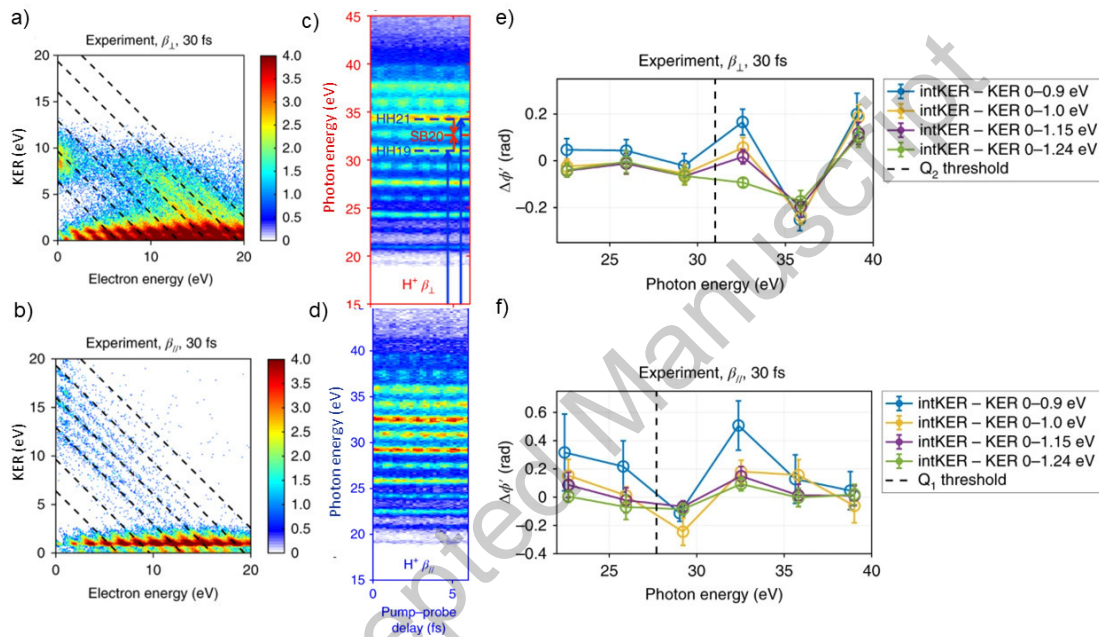 a)
Experiment, β⊥, 30 fs
KER (eV)
20
15
10
5
0
0
10
20
Electron energy (eV)
4.0
3.5
3.0
2.5
2.0
1.5
1.0
0.5
0
b)
Experiment, β//, 30 fs
KER (eV)
20
15
10
5
0
0
10
20
Electron energy (eV)
4.0
3.5
3.0
2.5
2.0
1.5
1.0
0.5
0
c)
Photon energy (eV)
45
40
35
30
25
20
15
HH21
SB20
HH19
H⁺ β⊥
d)
Photon energy (eV)
45
40
35
30
25
20
15
H⁺ β//
0
5
Pump–probe
delay (fs)
e)
Experiment, β⊥, 30 fs
Δϕ′ (rad)
0.2
0
−0.2
25
30
35
40
Photon energy (eV)
intKER – KER 0–0.9 eV
intKER – KER 0–1.0 eV
intKER – KER 0–1.15 eV
intKER – KER 0–1.24 eV
Q₂ threshold
f)
Experiment, β//, 30 fs
Δϕ′ (rad)
0.6
0.4
0.2
0
−0.2
−0.4
25
30
35
40
Photon energy (eV)
intKER – KER 0–0.9 eV
intKER – KER 0–1.0 eV
intKER – KER 0–1.15 eV
intKER – KER 0–1.24 eV
Q₁ threshold
epted Manuscript